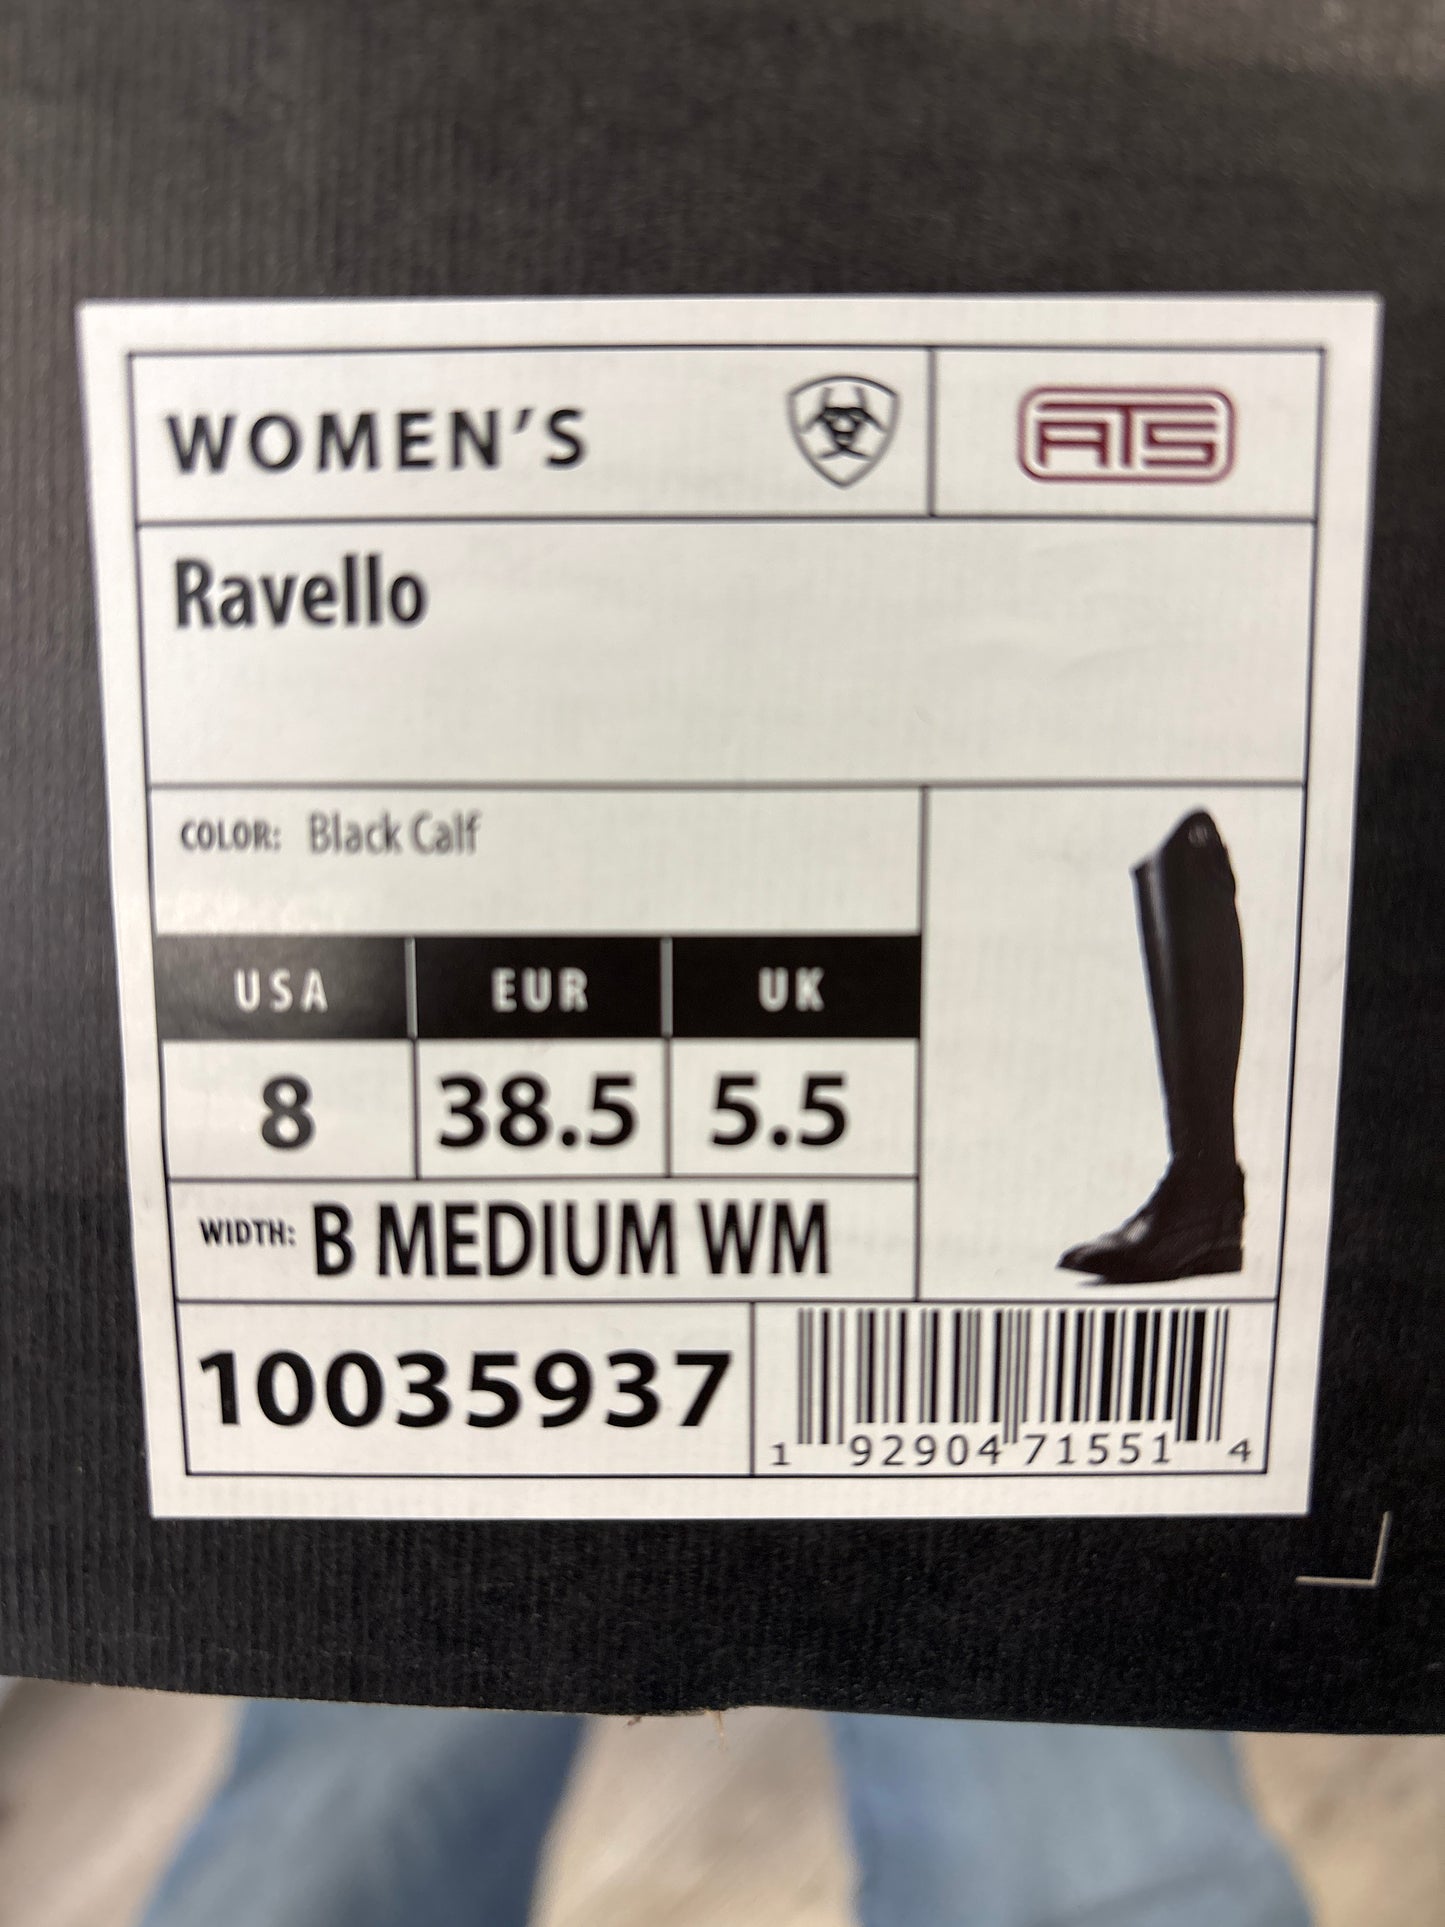 WOMEN'S
ATS
Ravello
COLOR: Black Calf
USA EUR UK
8 38.5 5.5
WIDTH: B MEDIUM WM
10035937
1 92904 71551 4